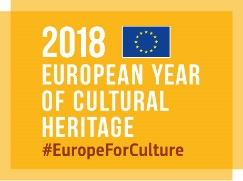 2018
EUROPEAN YEAR
OF CULTURAL
HERITAGE
#EuropeForCulture